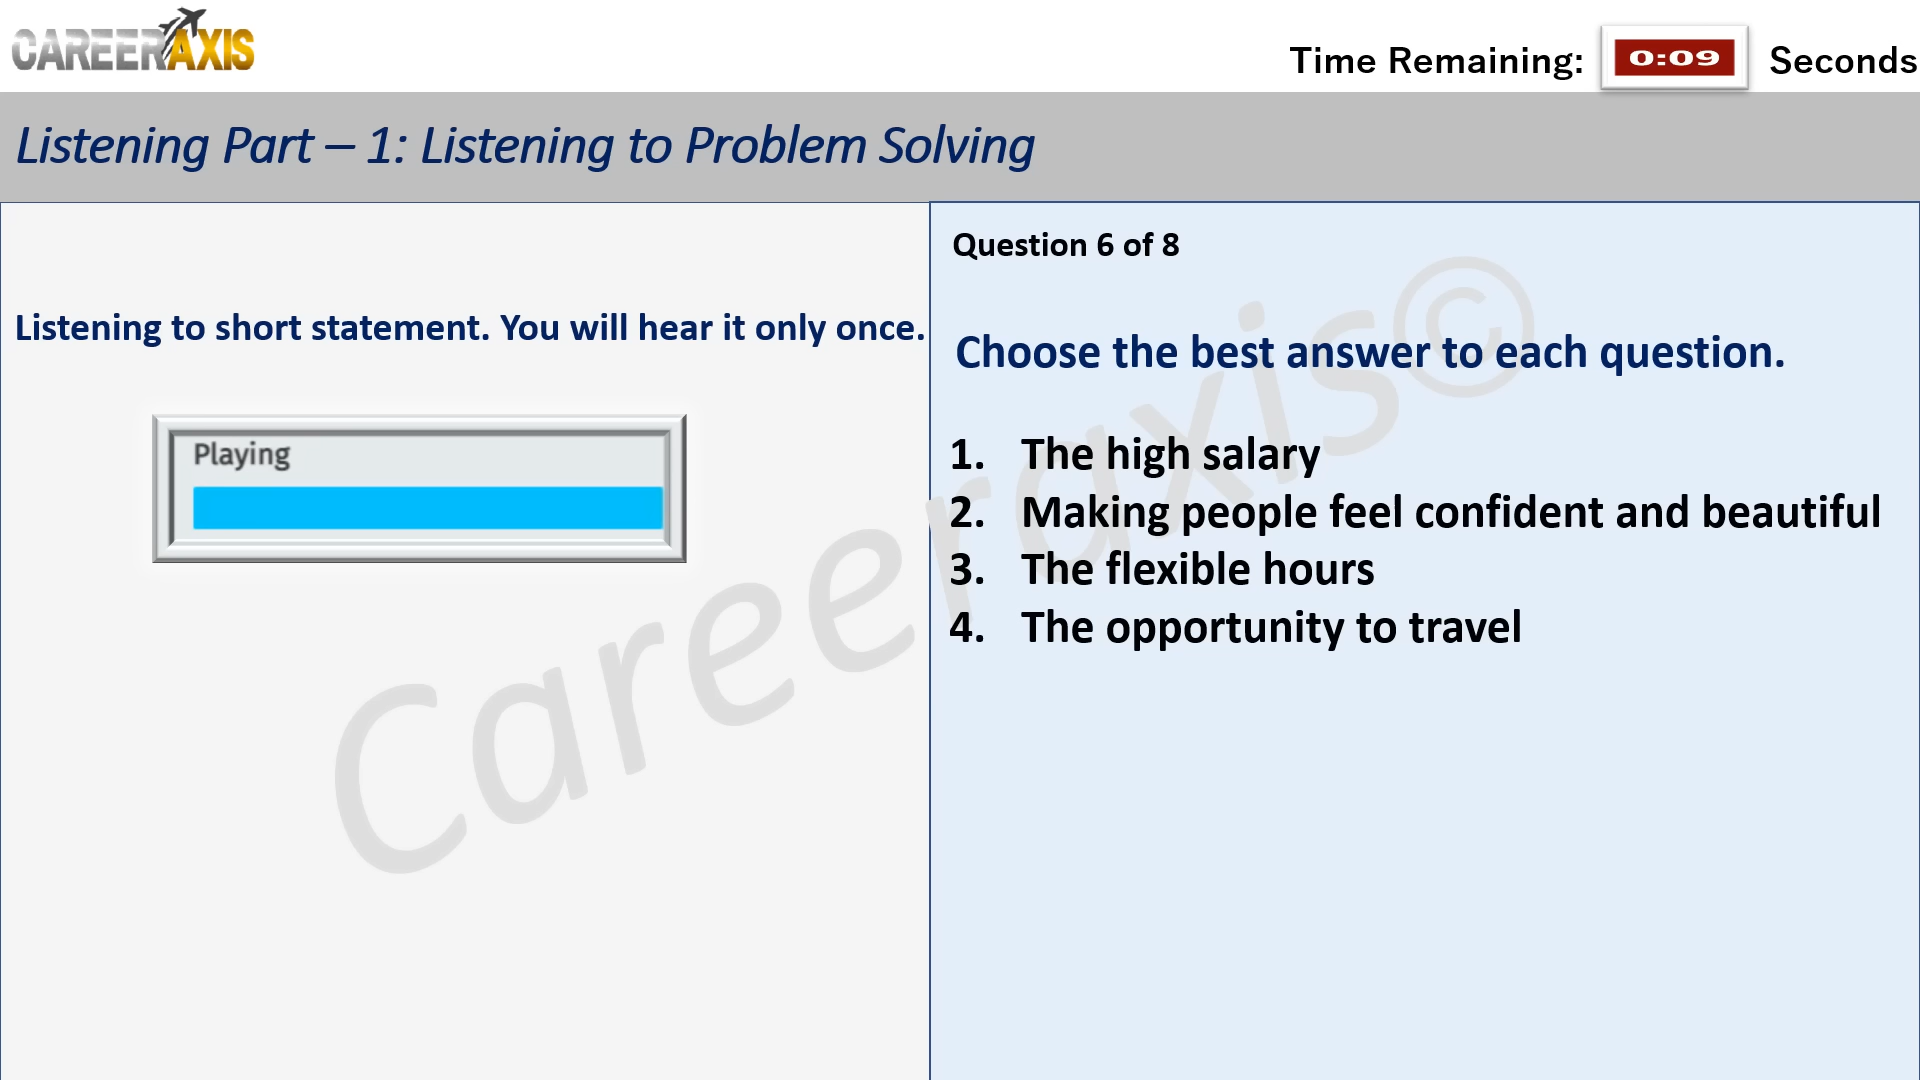 CAREERAXIS
Time Remaining: 0:09 Seconds
Listening Part – 1: Listening to Problem Solving
Listening to short statement. You will hear it only once.
Playing
Question 6 of 8
Choose the best answer to each question.
1. The high salary
2. Making people feel confident and beautiful
3. The flexible hours
4. The opportunity to travel
Careeraxis©